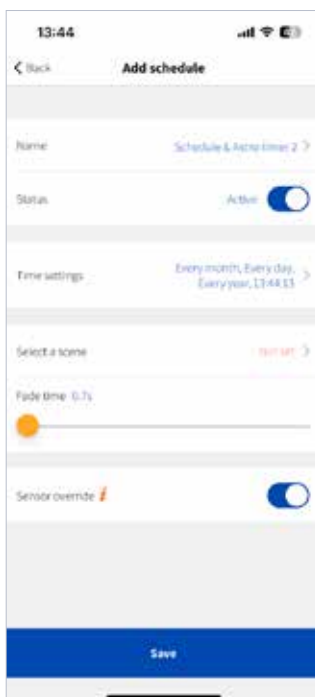 13:44
Back
Add schedule
Name
Schedule & Astro timer 2
Status
Active
Time settings
Every month, Every day,
Every year, 13:44:13
Select a scene
Not set
Fade time 0.7s
Sensor override i
Save